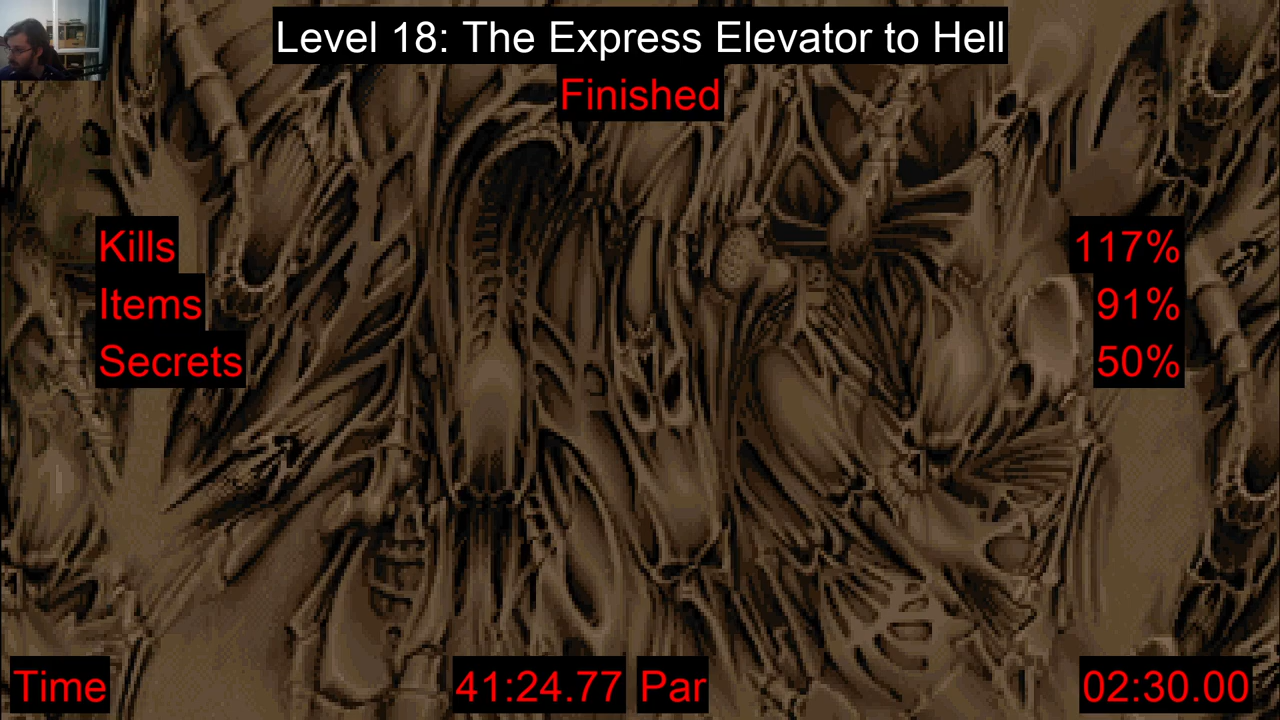 Level 18: The Express Elevator to Hell
Finished
Kills 117%
Items 91%
Secrets 50%
Time 41:24.77 Par 02:30.00